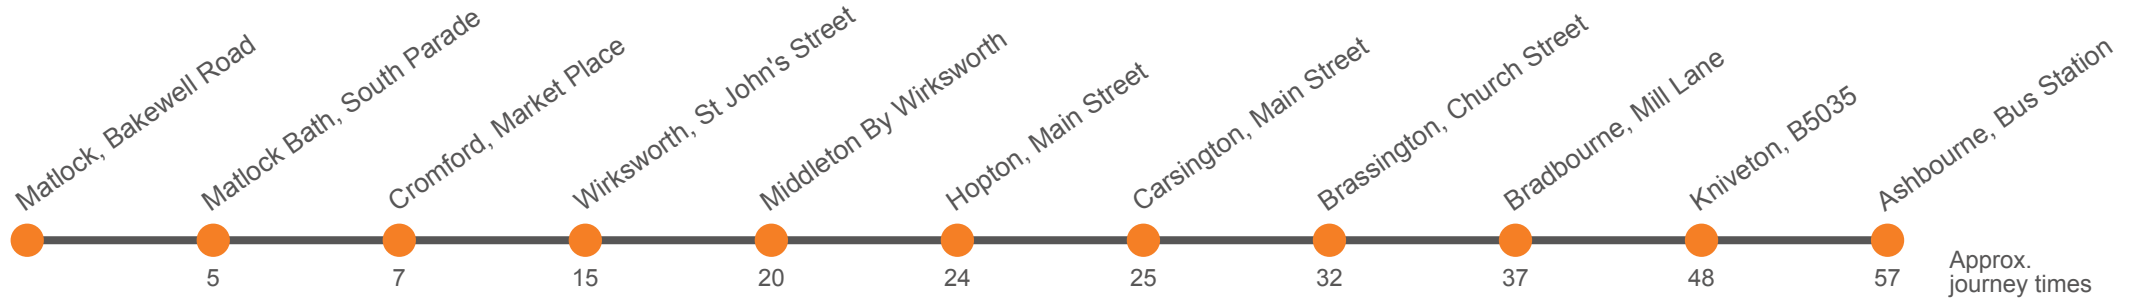 Matlock, Bakewell Road
Matlock Bath, South Parade
Cromford, Market Place
Wirksworth, St John's Street
Middleton By Wirksworth
Hopton, Main Street
Carsington, Main Street
Brassington, Church Street
Bradbourne, Mill Lane
Kniveton, B5035
Ashbourne, Bus Station
5 7 15 20 24 25 32 37 48 57
Approx.
journey times